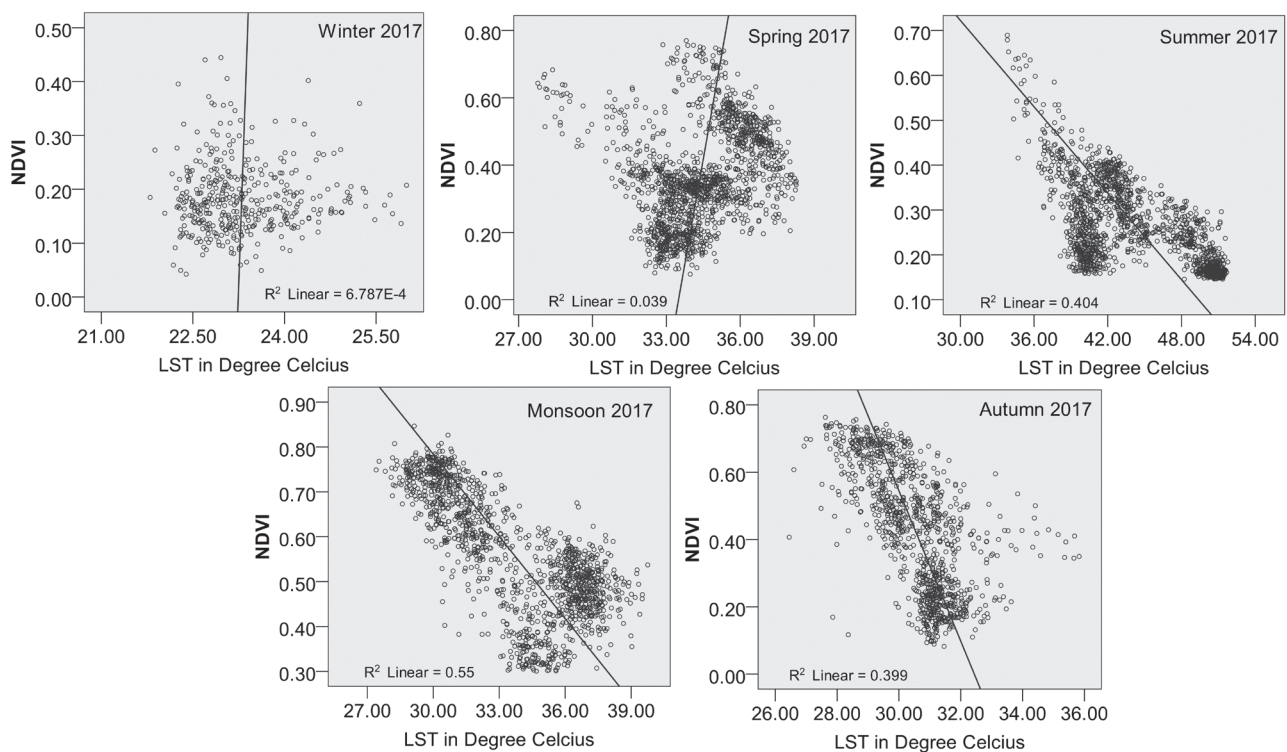 Winter 2017
NDVI
0.50
0.40
0.30
0.20
0.10
0.00
R² Linear = 6.787E-4
21.00 22.50 24.00 25.50
LST in Degree Celcius
Spring 2017
NDVI
0.80
0.60
0.40
0.20
0.00
R² Linear = 0.039
27.00 30.00 33.00 36.00 39.00
LST in Degree Celcius
Summer 2017
NDVI
0.70
0.60
0.50
0.40
0.30
0.20
0.10
R² Linear = 0.404
30.00 36.00 42.00 48.00 54.00
LST in Degree Celcius
Monsoon 2017
NDVI
0.90
0.80
0.70
0.60
0.50
0.40
0.30
R² Linear = 0.55
27.00 30.00 33.00 36.00 39.00
LST in Degree Celcius
Autumn 2017
NDVI
0.80
0.60
0.40
0.20
0.00
R² Linear = 0.399
26.00 28.00 30.00 32.00 34.00 36.00
LST in Degree Celcius